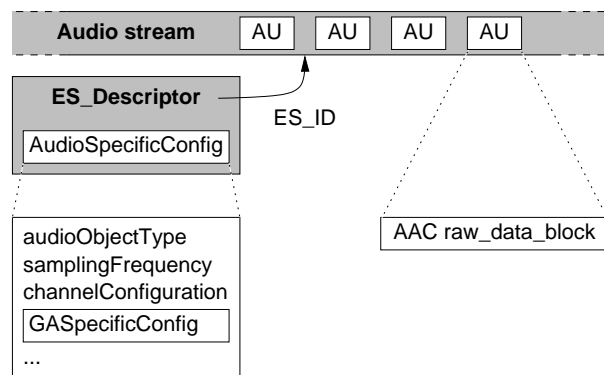 Audio stream AU AU AU AU
ES_Descriptor
ES_ID
AudioSpecificConfig
audioObjectType
samplingFrequency
channelConfiguration
GASpecificConfig
...
AAC raw_data_block